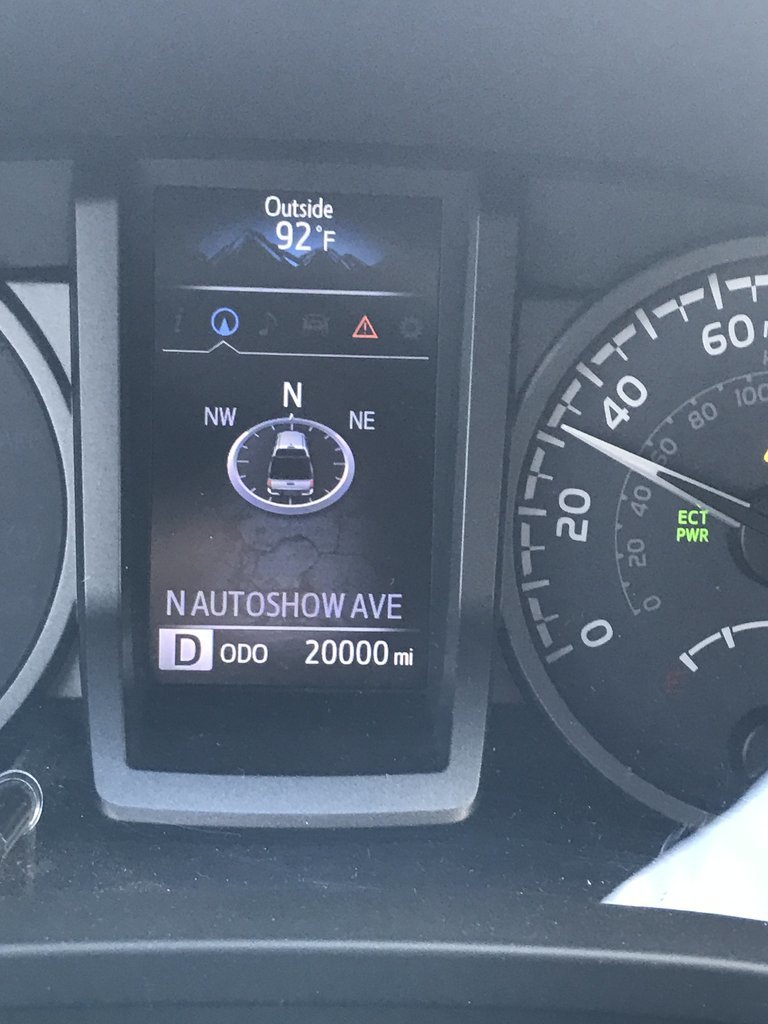 Outside
92°F
N
NW
NE
N AUTOSHOW AVE
D ODO 20000 mi
0
20
40
60
0
20
40
60
80
100
ECT
PWR